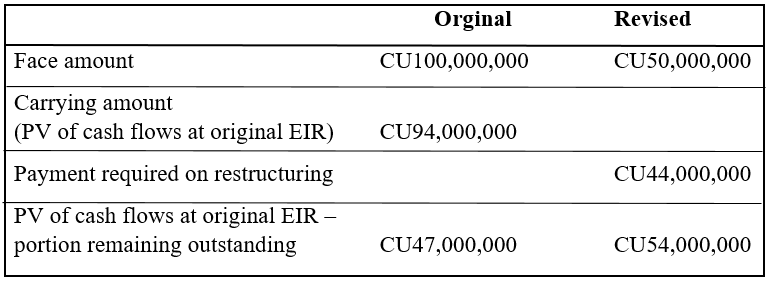 Orginal Revised
Face amount CU100,000,000 CU50,000,000
Carrying amount
(PV of cash flows at original EIR) CU94,000,000
Payment required on restructuring CU44,000,000
PV of cash flows at original EIR –
portion remaining outstanding CU47,000,000 CU54,000,000